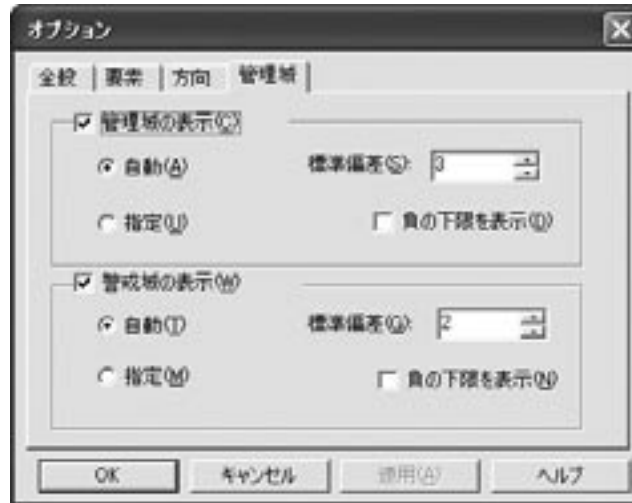 オプション
全般 要素 方向 管理域
管理域の表示(C)
自動(A) 標準偏差(S): 3
指定(U) 負の下限を表示(D)
警戒域の表示(W)
自動(T) 標準偏差(G): 2
指定(M) 負の下限を表示(N)
OK キャンセル 適用(A) ヘルプ